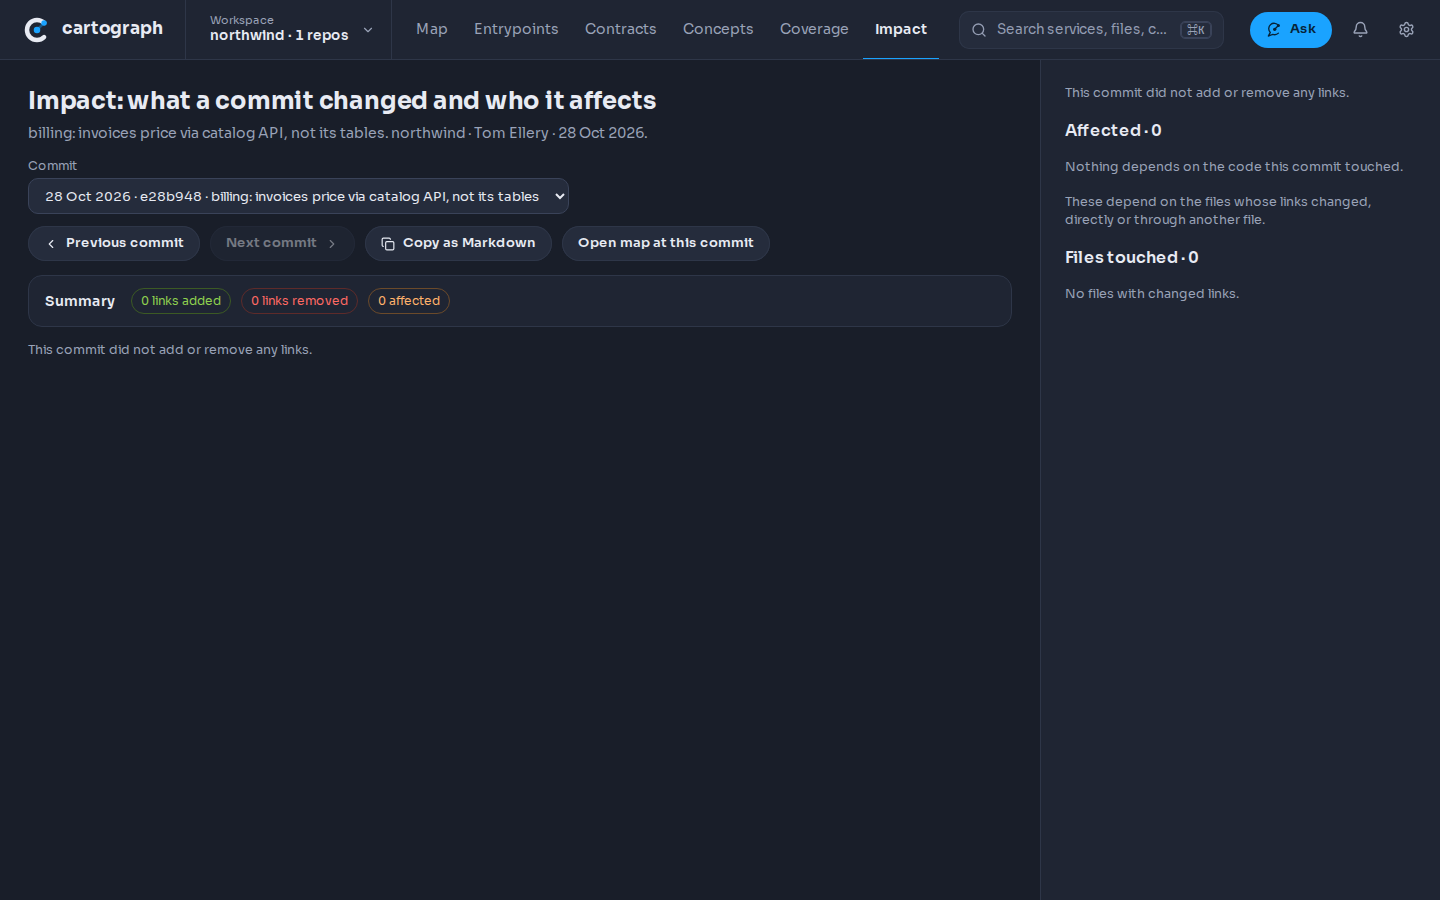 cartograph
Workspace
northwind · 1 repos
Map
Entrypoints
Contracts
Concepts
Coverage
Impact
Search services, files, c...
⌘K
Ask
Impact: what a commit changed and who it affects
billing: invoices price via catalog API, not its tables. northwind · Tom Ellery · 28 Oct 2026.
Commit
28 Oct 2026 · e28b948 · billing: invoices price via catalog API, not its tables
Previous commit
Next commit
Copy as Markdown
Open map at this commit
Summary
0 links added
0 links removed
0 affected
This commit did not add or remove any links.
This commit did not add or remove any links.
Affected · 0
Nothing depends on the code this commit touched.
These depend on the files whose links changed,
directly or through another file.
Files touched · 0
No files with changed links.